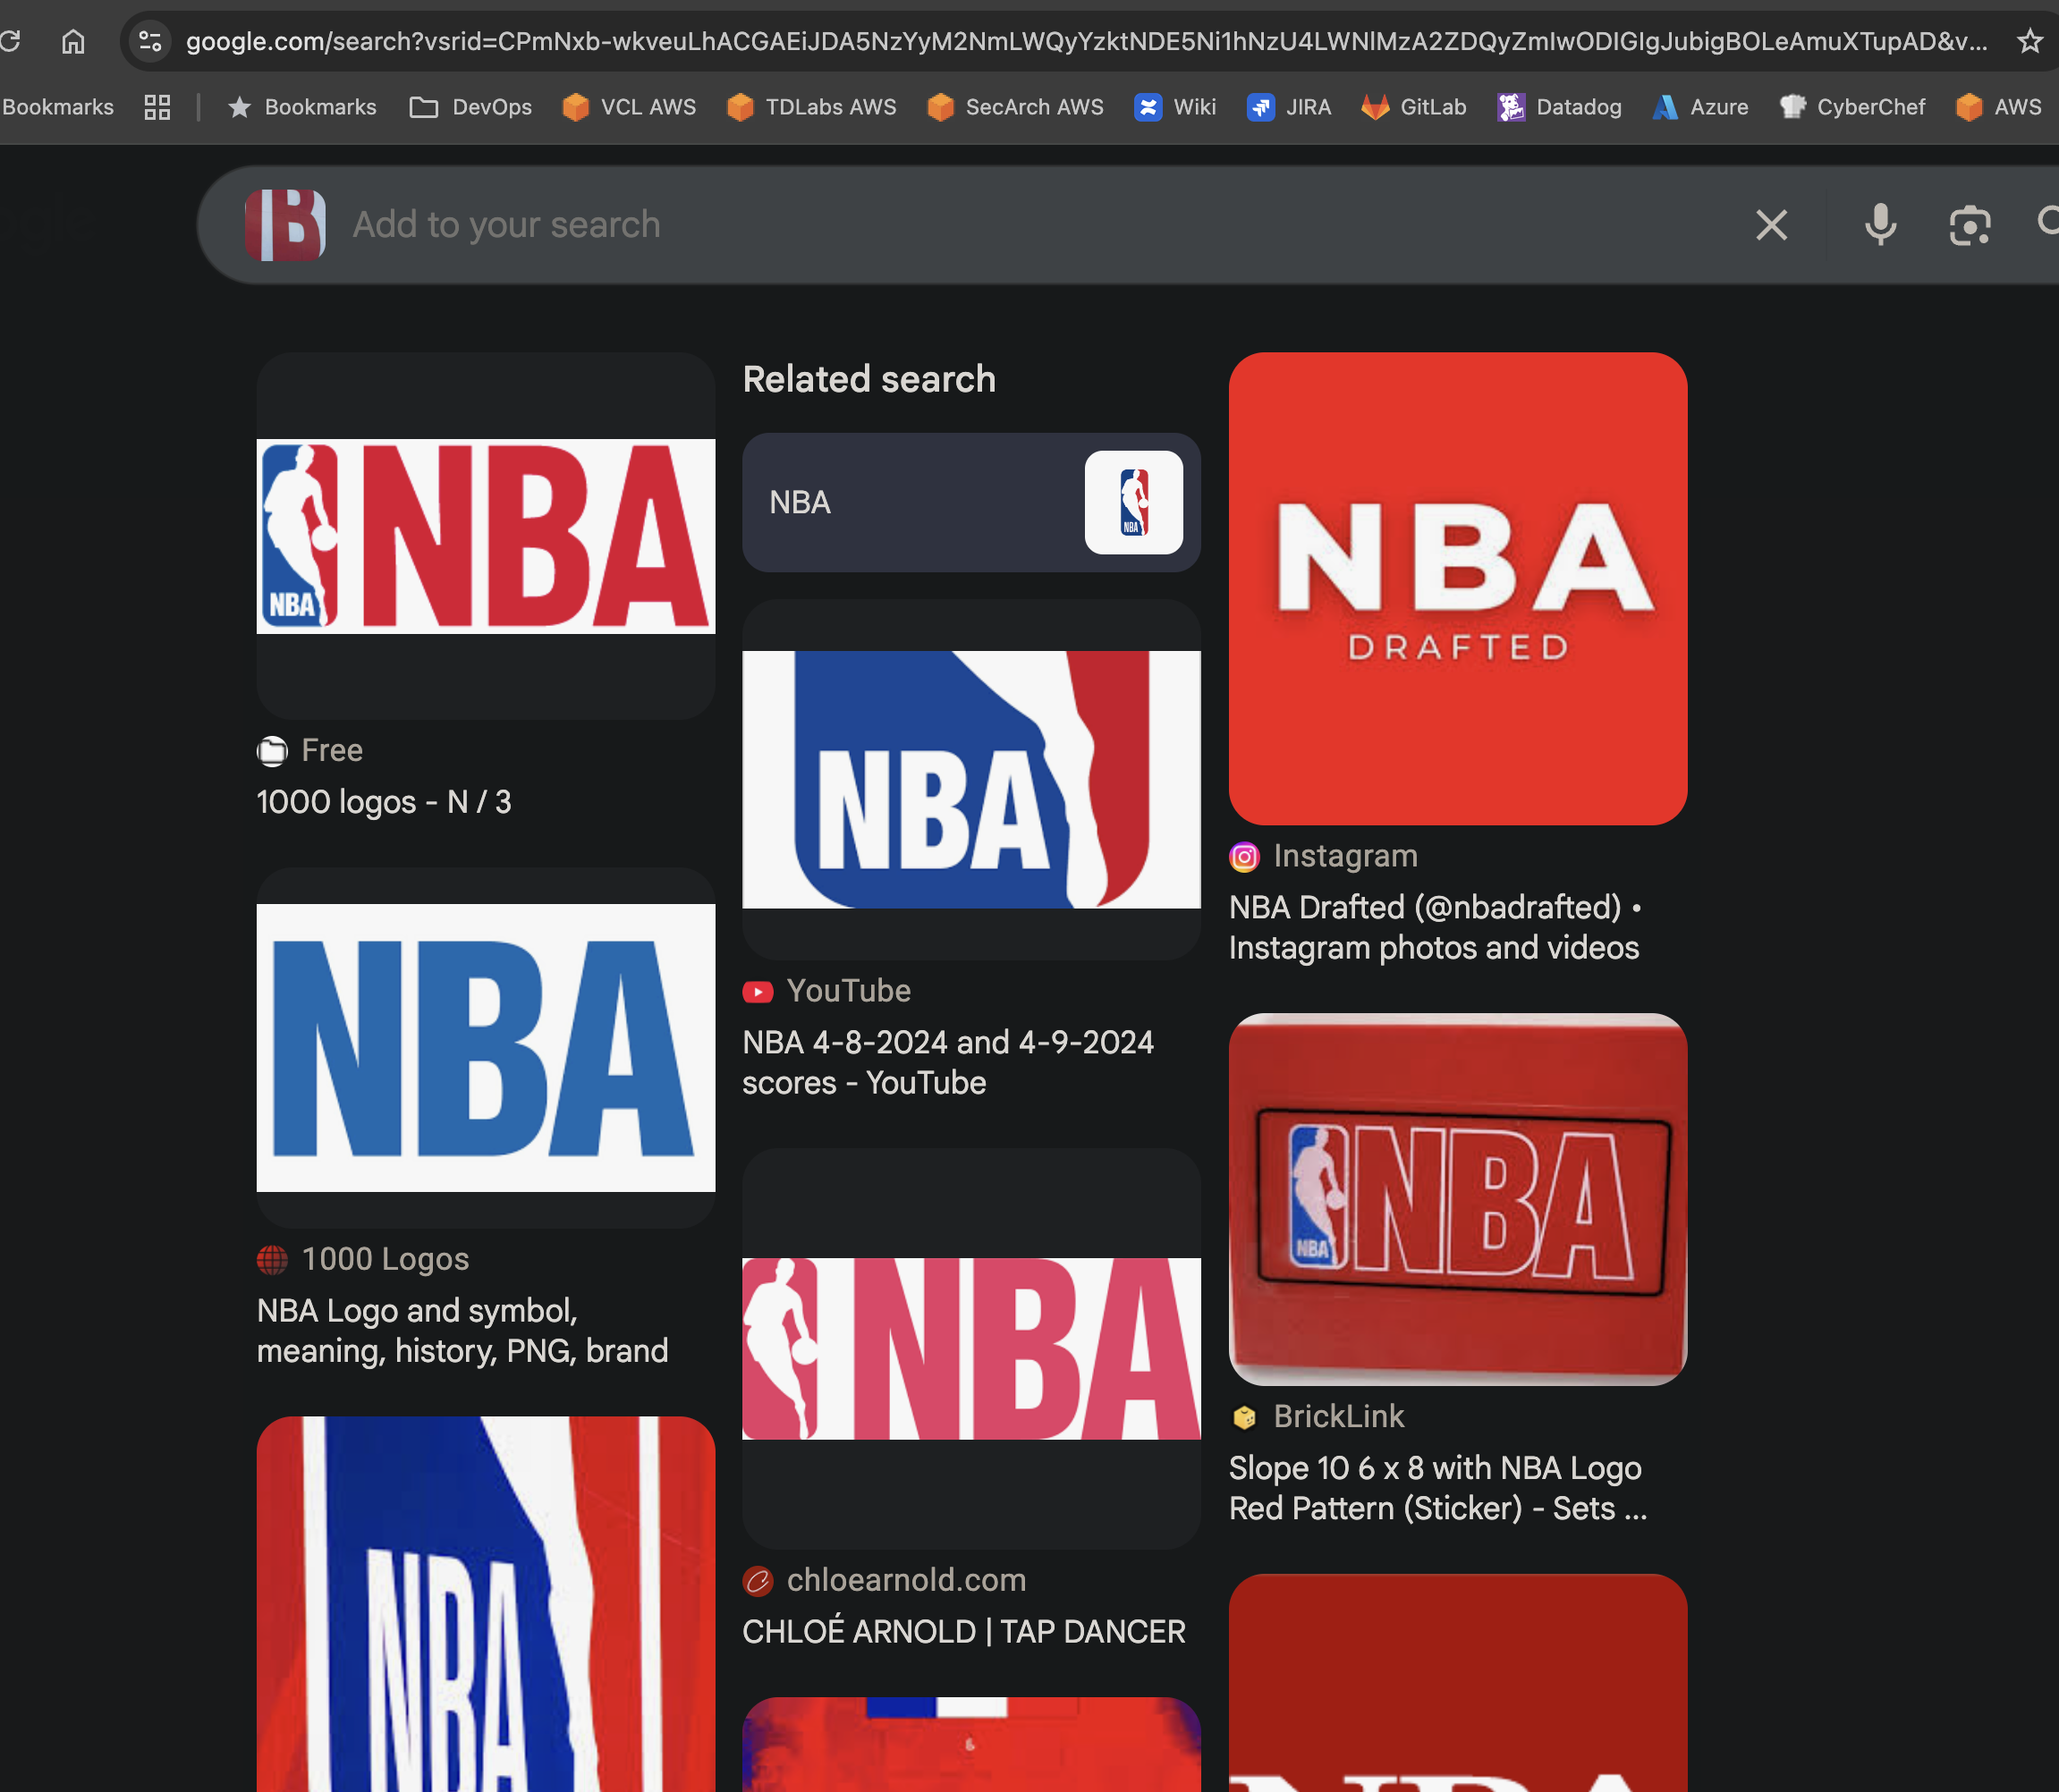 google.com/search?vsrid=CPmNxb-wkveuLhACGAEiJDA5NzYyM2NmLWQyYzktNDE5Ni1hNzU4LWNlMzA2ZDQyZmIwODIGIgJubigBOLeAmuXTupAD&v...
Bookmarks
Bookmarks
DevOps
VCL AWS
TDLabs AWS
SecArch AWS
Wiki
JIRA
GitLab
Datadog
Azure
CyberChef
AWS
B
Add to your search
NBA
NBA
Free
1000 logos - N / 3
NBA
1000 Logos
NBA Logo and symbol,
meaning, history, PNG, brand
NBA
Related search
NBA
NBA
NBA
YouTube
NBA 4-8-2024 and 4-9-2024
scores - YouTube
NBA
chloearnold.com
CHLOÉ ARNOLD | TAP DANCER
NBA
DRAFTED
Instagram
NBA Drafted (@nbadrafted) •
Instagram photos and videos
NBA
NBA
BrickLink
Slope 10 6 x 8 with NBA Logo
Red Pattern (Sticker) - Sets ...
NBA